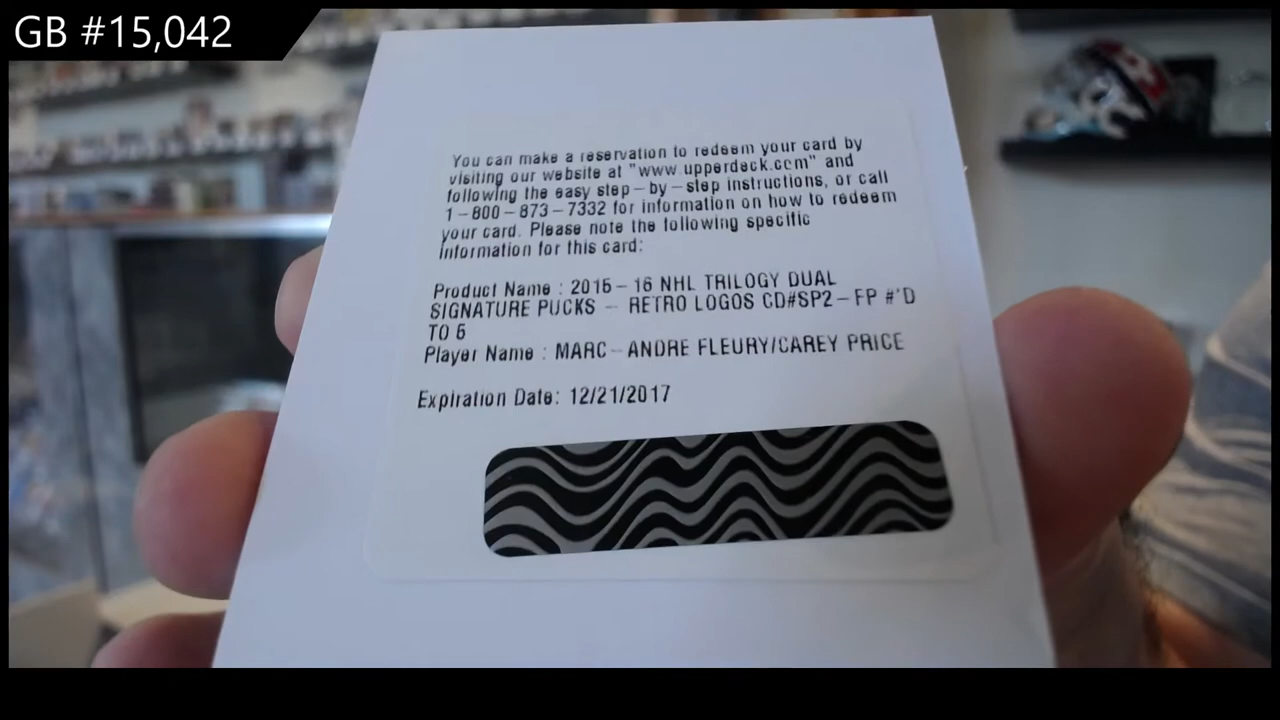 GB #15,042
You can make a reservation to redeem your card by
visiting our website at "www.upperdeck.com" and
following the easy step-by-step instructions, or call
1-800-873-7332 for information on how to redeem
your card. Please note the following specific
information for this card:
Product Name : 2015-16 NHL TRILOGY DUAL
SIGNATURE PUCKS - RETRO LOGOS CD#SP2-FP #'D
TO 5
Player Name : MARC-ANDRE FLEURY/CAREY PRICE
Expiration Date: 12/21/2017